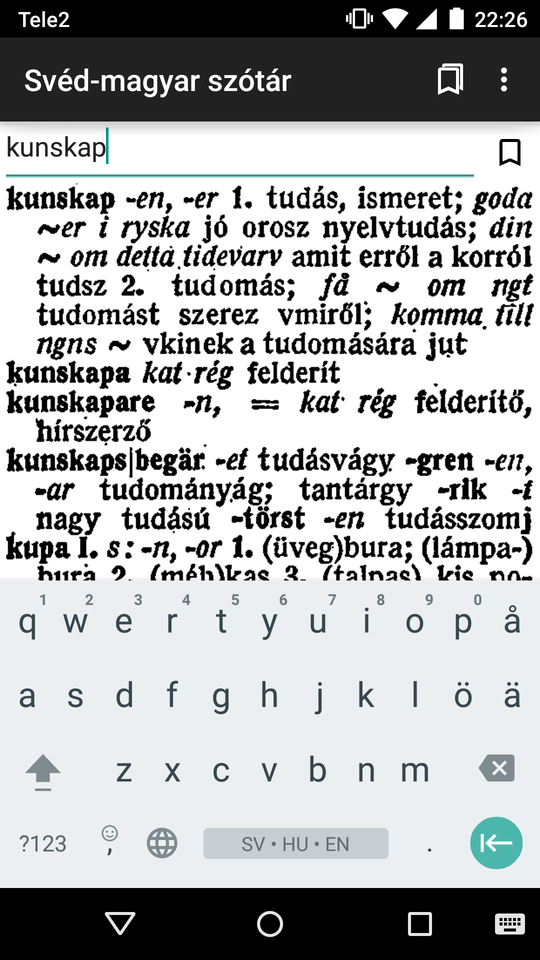 Tele2 22:26
Svéd-magyar szótár
kunskap
kunskap -en, -er 1. tudás, ismeret; goda
~er i ryska jó orosz nyelvtudás; din
~ om detta tidevarv amit erről a korról
tudsz 2. tudomás; få ~ om ngt
tudomást szerez vmiről; komma till
ngns ~ vkinek a tudomására jut
kunskapa kat rég felderít
kunskapare -n, = kat rég felderítő,
hírszerző
kunskaps|begär -et tudásvágy -gren -en,
-ar tudományág; tantárgy -rik -t
nagy tudású -törst -en tudásszomj
kupa I. s: -n, -or 1. (üveg)bura; (lámpa-)
bura 2. (méh)kas 3. (talpas) kis po-
1 2 3 4 5 6 7 8 9 0
q w e r t y u i o p å
a s d f g h j k l ö ä
z x c v b n m
?123 , SV • HU • EN .